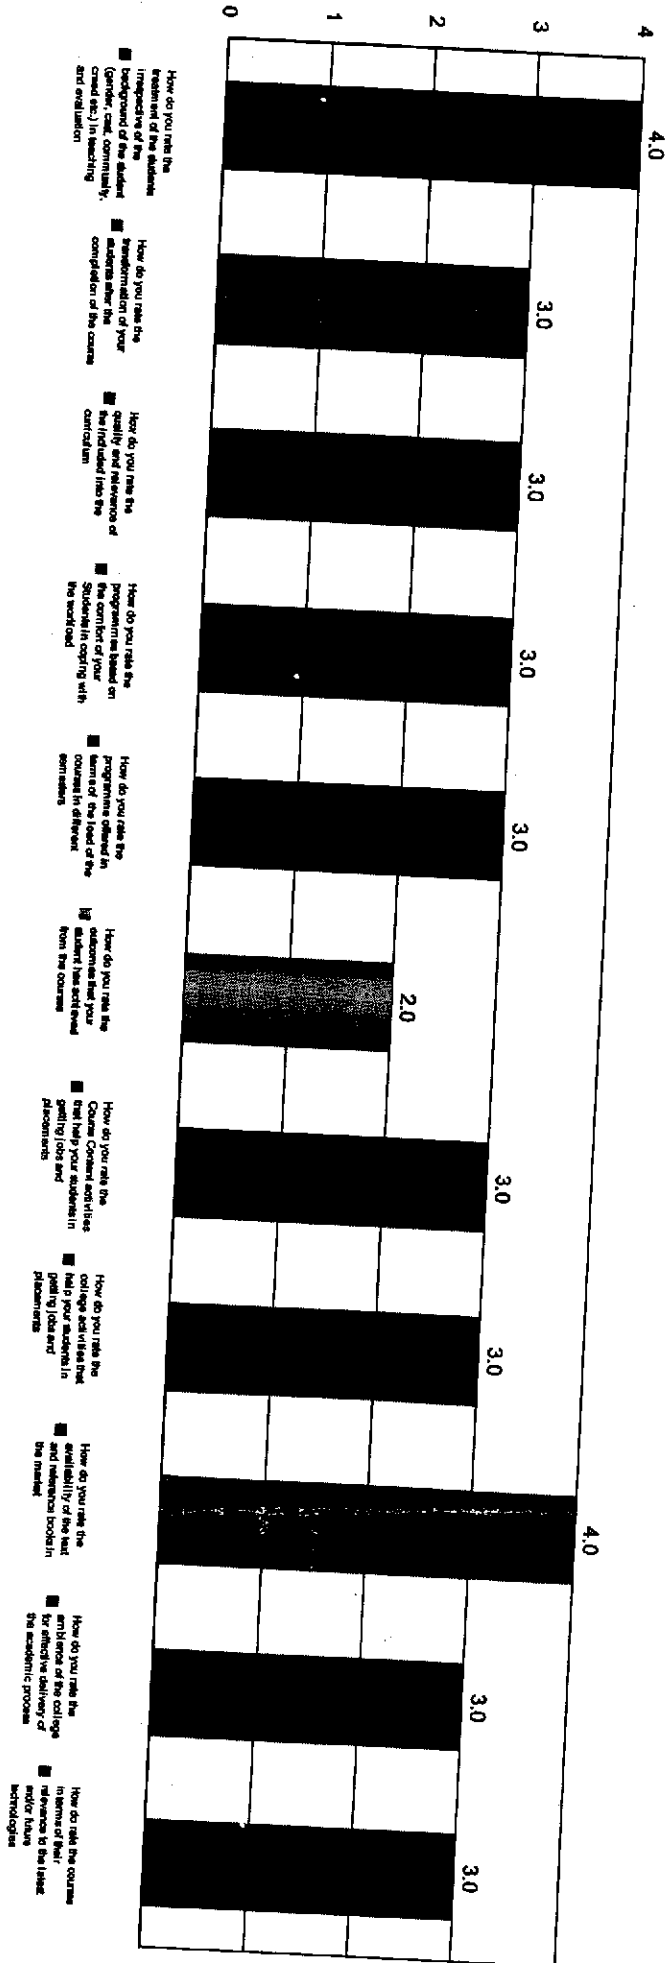 4
3
2
1
0
4.0
3.0
3.0
3.0
3.0
2.0
3.0
3.0
4.0
3.0
3.0
How do you rate the
treatment of the students
irrespective of the
background of the student
(gender, cast, community,
creed etc.) in teaching
and evaluation
How do you rate the
transformation of your
students after the
completion of the course
How do you rate the
quality and relevance of
the included into the
curriculum
How do you rate the
programmes based on
the comfort of your
Students in coping with
the workload
How do you rate the
programme offered in
terms of the load of the
courses in different
semesters
How do you rate the
outcomes that your
student has achieved
from the courses
How do you rate the
Course Content activities
that help your students in
getting jobs and
placements
How do you rate the
college activities that
help your students in
getting jobs and
placements
How do you rate the
availability of the text
and reference books in
the market
How do you rate the
ambience of the college
for effective delivery of
the academic process
How do rate the courses
in terms of their
relevance to the latest
and/or future
technologies